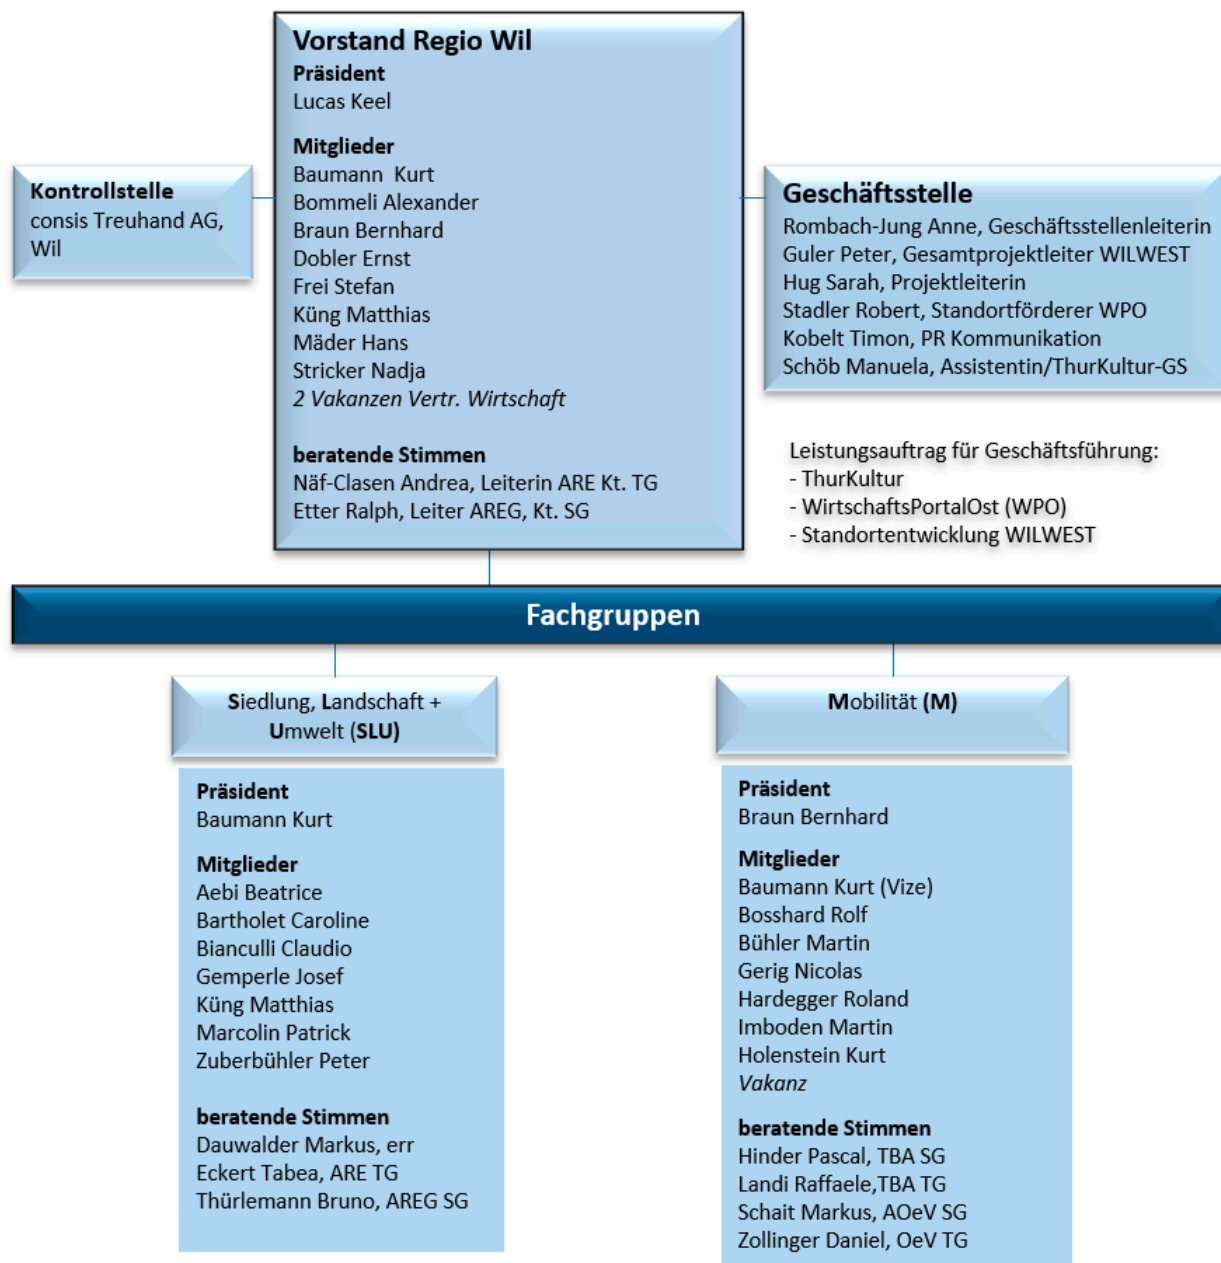 Vorstand Regio Wil
Präsident
Lucas Keel
Mitglieder
Baumann Kurt
Bommeli Alexander
Braun Bernhard
Dobler Ernst
Frei Stefan
Küng Matthias
Mäder Hans
Stricker Nadja
2 Vakanzen Vertr. Wirtschaft
beratende Stimmen
Näf-Clasen Andrea, Leiterin ARE Kt. TG
Etter Ralph, Leiter AREG, Kt. SG
Kontrollstelle
consis Treuhand AG,
Wil
Geschäftsstelle
Rombach-Jung Anne, Geschäftsstellenleiterin
Guler Peter, Gesamtprojektleiter WILWEST
Hug Sarah, Projektleiterin
Stadler Robert, Standortförderer WPO
Kobelt Timon, PR Kommunikation
Schöb Manuela, Assistentin/ThurKultur-GS
Leistungsauftrag für Geschäftsführung:
- ThurKultur
- WirtschaftsPortalOst (WPO)
- Standortentwicklung WILWEST
Fachgruppen
Siedlung, Landschaft +
Umwelt (SLU)
Präsident
Baumann Kurt
Mitglieder
Aebi Beatrice
Bartholet Caroline
Bianculli Claudio
Gemperle Josef
Küng Matthias
Marcolin Patrick
Zuberbühler Peter
beratende Stimmen
Dauwalder Markus, err
Eckert Tabea, ARE TG
Thürlemann Bruno, AREG SG
Mobilität (M)
Präsident
Braun Bernhard
Mitglieder
Baumann Kurt (Vize)
Bosshard Rolf
Bühler Martin
Gerig Nicolas
Hardegger Roland
Imboden Martin
Holenstein Kurt
Vakanz
beratende Stimmen
Hinder Pascal, TBA SG
Landi Raffaele,TBA TG
Schait Markus, AOeV SG
Zollinger Daniel, OeV TG